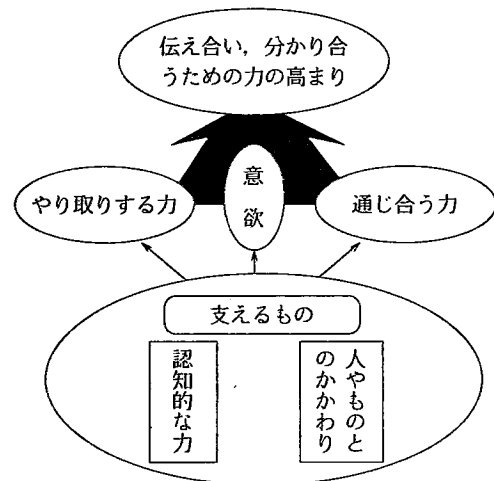 伝え合い，分かり合
うための力の高まり
やり取りする力
意
欲
通じ合う力
支えるもの
認知的な力
人やものと
のかかわり